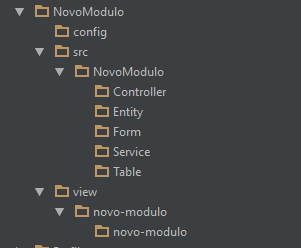 NovoModulo
config
src
NovoModulo
Controller
Entity
Form
Service
Table
view
novo-modulo
novo-modulo